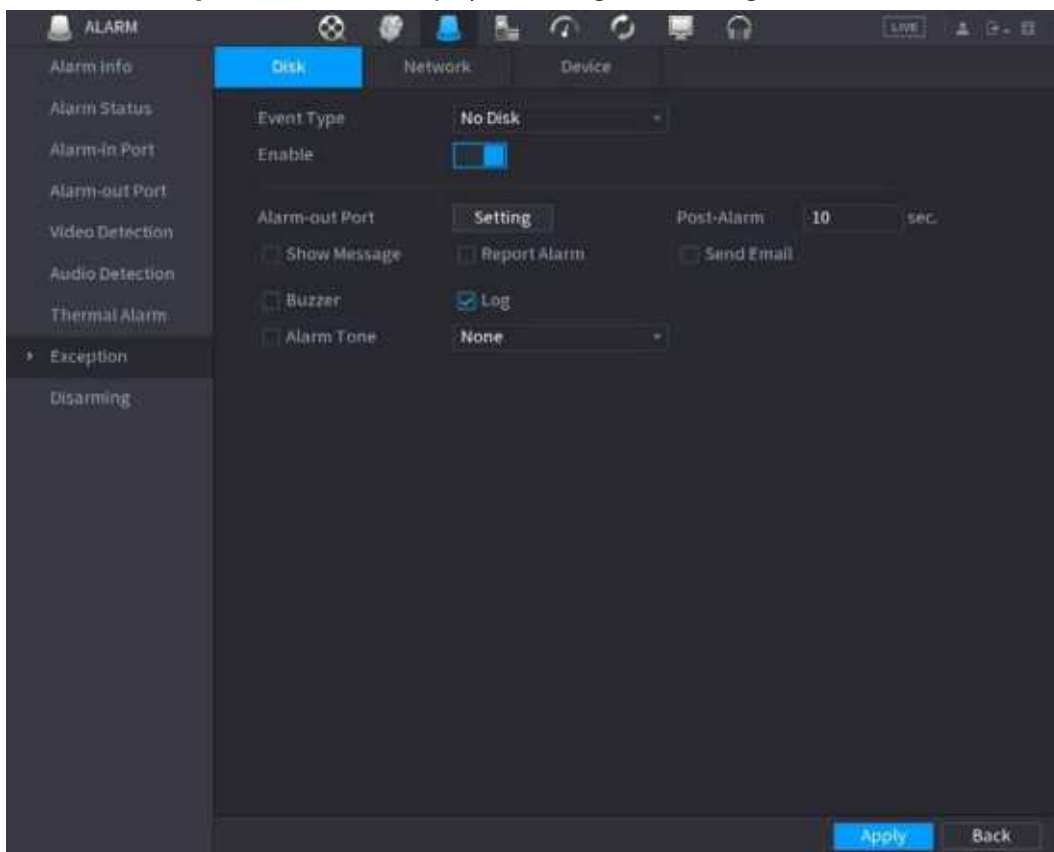 ALARM LIVE
Alarm Info Disk Network Device
Alarm Status Event Type No Disk
Alarm-in Port Enable
Alarm-out Port Alarm-out Port Setting Post-Alarm 10 sec.
Video Detection Show Message Report Alarm Send Email
Audio Detection
Thermal Alarm Buzzer Log
Exception Alarm Tone None
Disarming
Apply Back